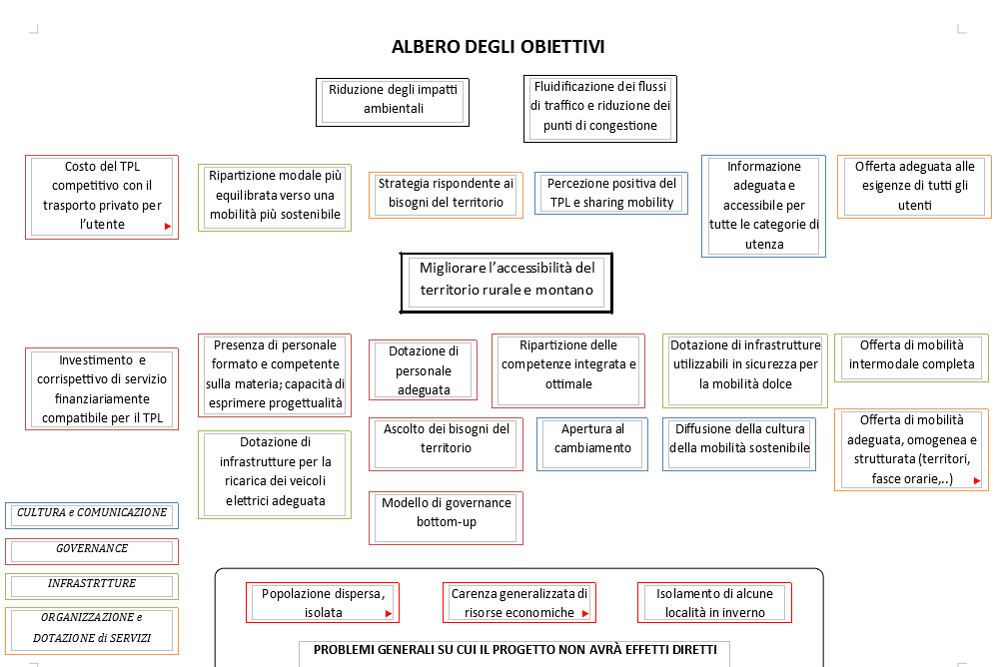 ALBERO DEGLI OBIETTIVI
Riduzione degli impatti
ambientali
Fluidificazione dei flussi
di traffico e riduzione dei
punti di congestione
Costo del TPL
competitivo con il
trasporto privato per
l’utente
Ripartizione modale più
equilibrata verso una
mobilità più sostenibile
Strategia rispondente ai
bisogni del territorio
Percezione positiva del
TPL e sharing mobility
Informazione
adeguata e
accessibile per
tutte le categorie di
utenza
Offerta adeguata alle
esigenze di tutti gli
utenti
Migliorare l’accessibilità del
territorio rurale e montano
Investimento e
corrispettivo di servizio
finanziariamente
compatibile per il TPL
Presenza di personale
formato e competente
sulla materia; capacità di
esprimere progettualità
Dotazione di
personale
adeguata
Ripartizione delle
competenze integrata e
ottimale
Dotazione di infrastrutture
utilizzabili in sicurezza per
la mobilità dolce
Offerta di mobilità
intermodale completa
Dotazione di
infrastrutture per la
ricarica dei veicoli
elettrici adeguata
Ascolto dei bisogni del
territorio
Apertura al
cambiamento
Diffusione della cultura
della mobilità sostenibile
Offerta di mobilità
adeguata, omogenea e
strutturata (territori,
fasce orarie,..)
Modello di governance
bottom-up
CULTURA e COMUNICAZIONE
GOVERNANCE
INFRASTRTTURE
ORGANIZZAZIONE e
DOTAZIONE di SERVIZI
Popolazione dispersa,
isolata
Carenza generalizzata di
risorse economiche
Isolamento di alcune
località in inverno
PROBLEMI GENERALI SU CUI IL PROGETTO NON AVRÀ EFFETTI DIRETTI